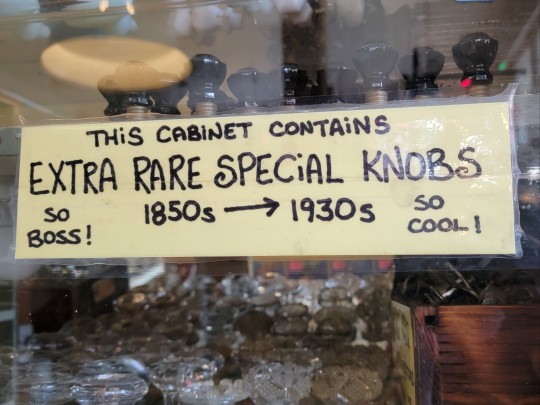 THIS CABINET CONTAINS
EXTRA RARE SPECIAL KNOBS
SO BOSS!
1850s → 1930s
SO COOL!